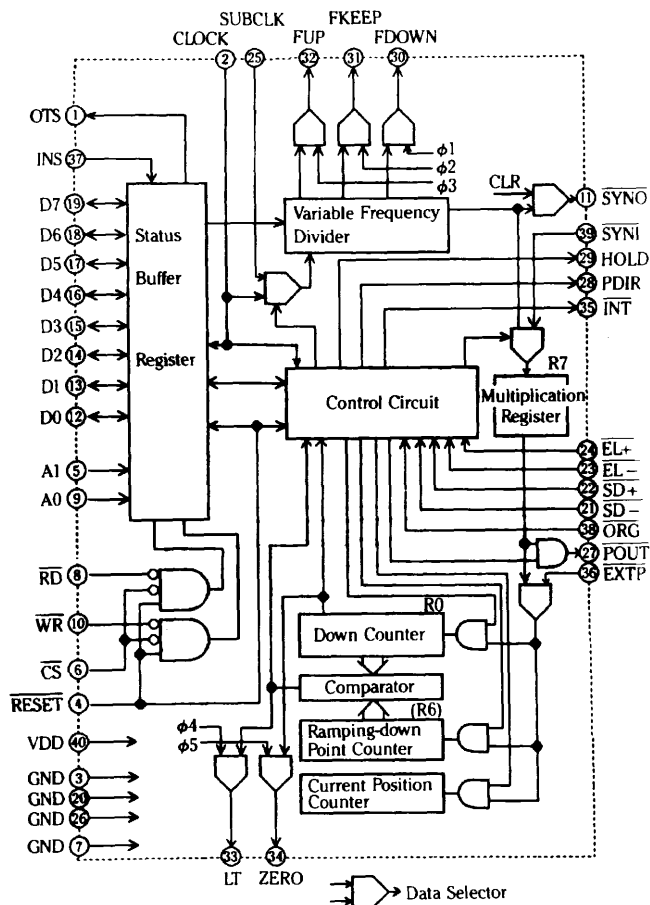 SUBCLK FKEEP
CLOCK FUP FDOWN
2 25 32 31 30
OTS 1
INS 37
ϕ1
ϕ2
ϕ3
CLR
11 SYNO
39 SYNI
29 HOLD
28 PDIR
35 INT
D7 19
D6 18
D5 17
D4 16
D3 15
D2 14
D1 13
D0 12
Status
Buffer
Register
Variable Frequency
Divider
R7
Multiplication
Register
Control Circuit
A1 5
A0 9
24 EL+
23 EL-
22 SD+
21 SD-
38 ORG
27 POUT
36 EXTP
RD 8
WR 10
CS 6
RESET 4
R0
Down Counter
Comparator
(R6)
Ramping-down
Point Counter
Current Position
Counter
VDD 40
GND 3
GND 20
GND 26
GND 7
ϕ4
ϕ5
33 34
LT ZERO
Data Selector